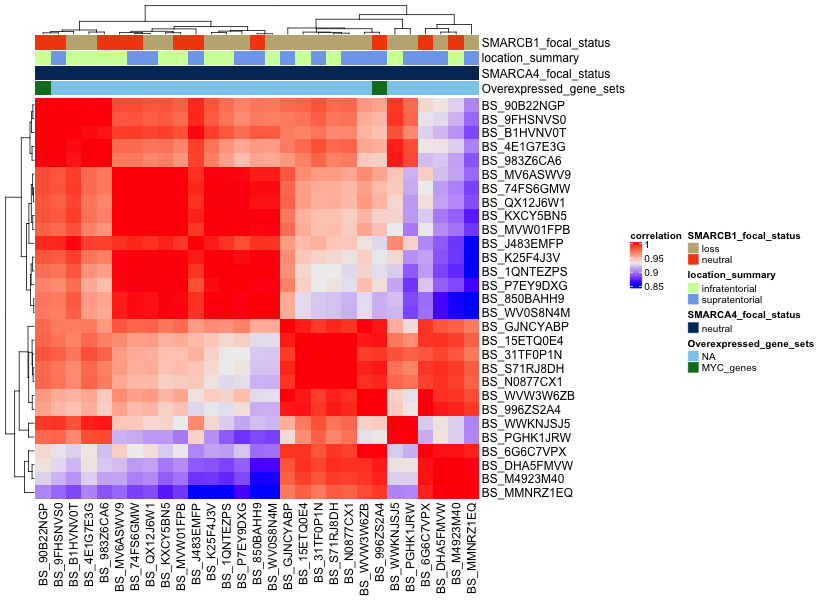 SMARCB1_focal_status
location_summary
SMARCA4_focal_status
Overexpressed_gene_sets
BS_90B22NGP
BS_9FHSNVS0
BS_B1HVNV0T
BS_4E1G7E3G
BS_983Z6CA6
BS_MV6ASWV9
BS_74FS6GMW
BS_QX12J6W1
BS_KXCY5BN5
BS_MVW01FPB
BS_J483EMFP
BS_K25F4J3V
BS_1QNTEZPS
BS_P7EY9DXG
BS_850BAHH9
BS_WV0S8N4M
BS_GJNCYABP
BS_15ETQ0E4
BS_31TF0P1N
BS_S71RJ8DH
BS_N0877CX1
BS_WVW3W6ZB
BS_996ZS2A4
BS_WWKNJSJ5
BS_PGHK1JRW
BS_6G6C7VPX
BS_DHA5FMVW
BS_M4923M40
BS_MMNRZ1EQ
BS_90B22NGP
BS_9FHSNVS0
BS_B1HVNV0T
BS_4E1G7E3G
BS_983Z6CA6
BS_MV6ASWV9
BS_74FS6GMW
BS_QX12J6W1
BS_KXCY5BN5
BS_MVW01FPB
BS_J483EMFP
BS_K25F4J3V
BS_1QNTEZPS
BS_P7EY9DXG
BS_850BAHH9
BS_WV0S8N4M
BS_GJNCYABP
BS_15ETQ0E4
BS_31TF0P1N
BS_S71RJ8DH
BS_N0877CX1
BS_WVW3W6ZB
BS_996ZS2A4
BS_WWKNJSJ5
BS_PGHK1JRW
BS_6G6C7VPX
BS_DHA5FMVW
BS_M4923M40
BS_MMNRZ1EQ
correlation
1
0.95
0.9
0.85
SMARCB1_focal_status
loss
neutral
location_summary
infratentorial
supratentorial
SMARCA4_focal_status
neutral
Overexpressed_gene_sets
NA
MYC_genes